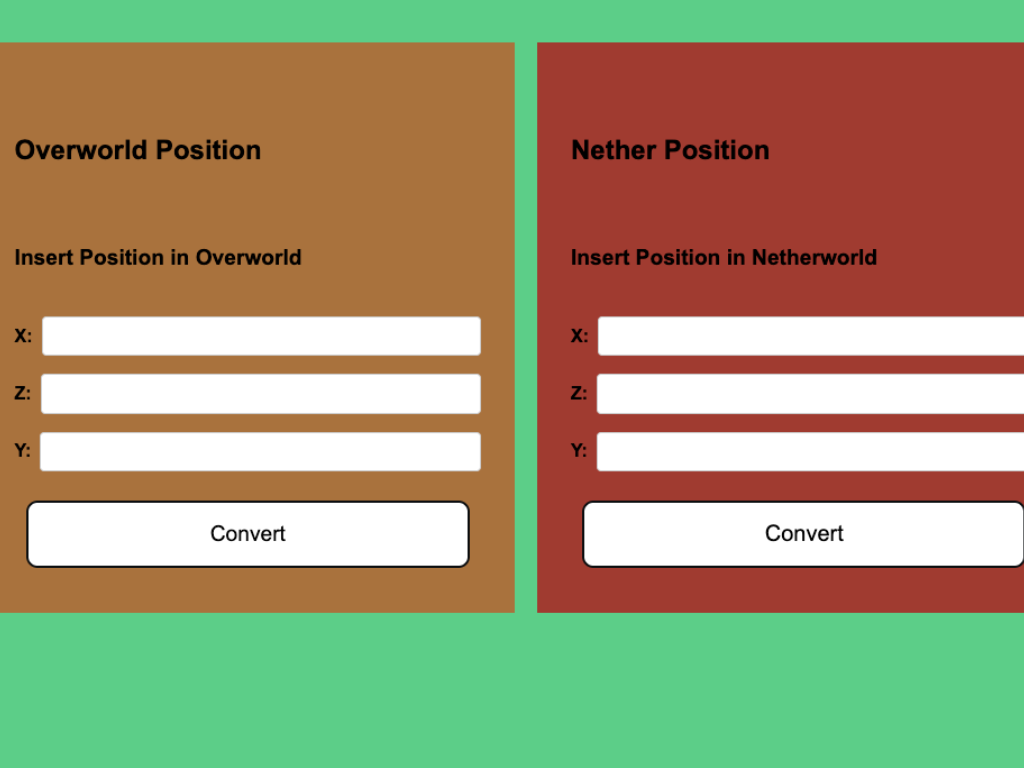 Overworld Position
Insert Position in Overworld
X:
Z:
Y:
Convert
Nether Position
Insert Position in Netherworld
X:
Z:
Y:
Convert